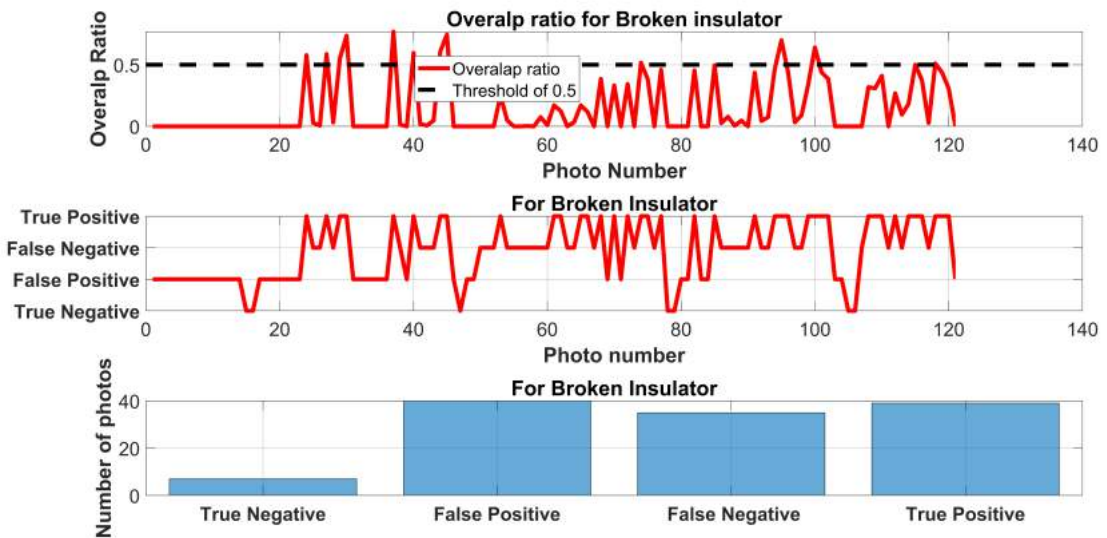 Overalp ratio for Broken insulator
Overalp Ratio
0.5
0
Overalap ratio
Threshold of 0.5
0 20 40 60 80 100 120 140
Photo Number
For Broken Insulator
True Positive
False Negative
False Positive
True Negative
0 20 40 60 80 100 120 140
Photo number
For Broken Insulator
Number of photos
40
20
0
True Negative False Positive False Negative True Positive